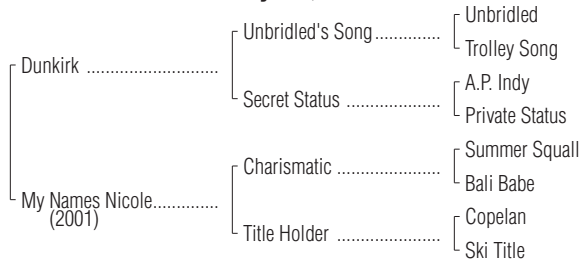 Unbridled
Unbridled's Song..............
Trolley Song
Dunkirk ............................
A.P. Indy
Secret Status ....................
Private Status
Summer Squall
Charismatic ......................
Bali Babe
My Names Nicole..............
(2001)
Copelan
Title Holder ......................
Ski Title